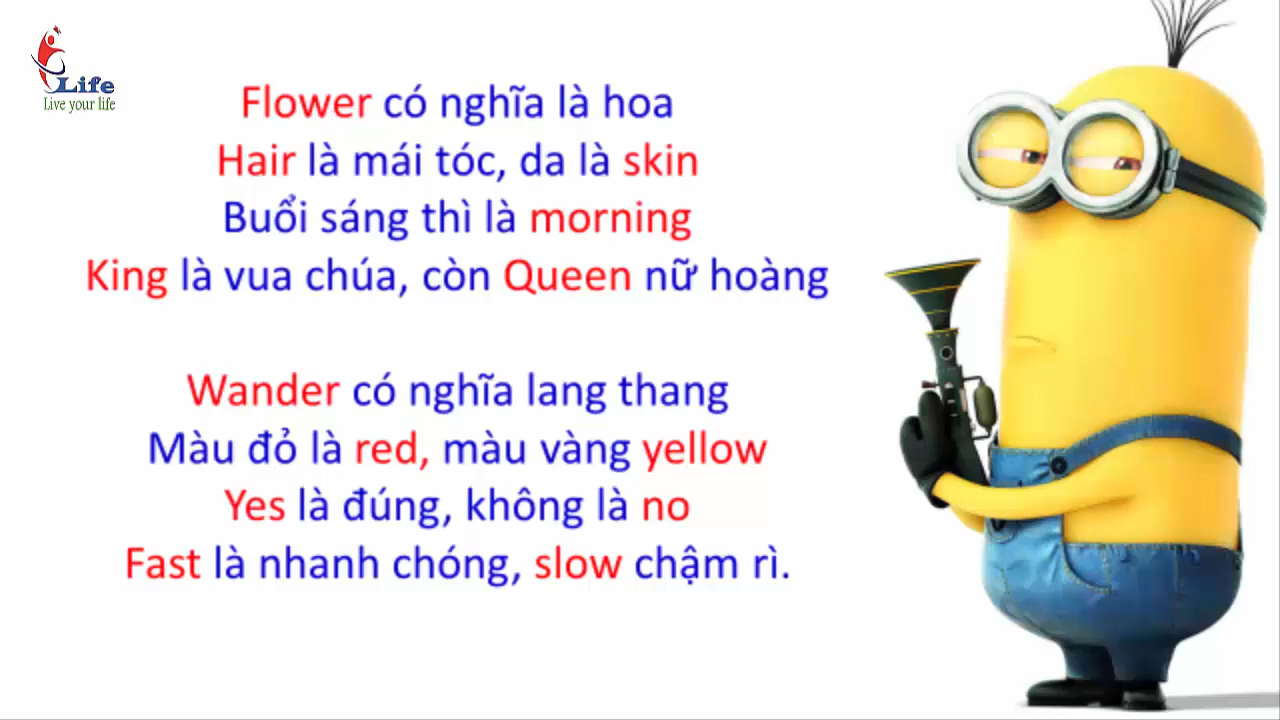 Life
Live your life
Flower có nghĩa là hoa
Hair là mái tóc, da là skin
Buổi sáng thì là morning
King là vua chúa, còn Queen nữ hoàng
Wander có nghĩa lang thang
Màu đỏ là red, màu vàng yellow
Yes là đúng, không là no
Fast là nhanh chóng, slow chậm rì.